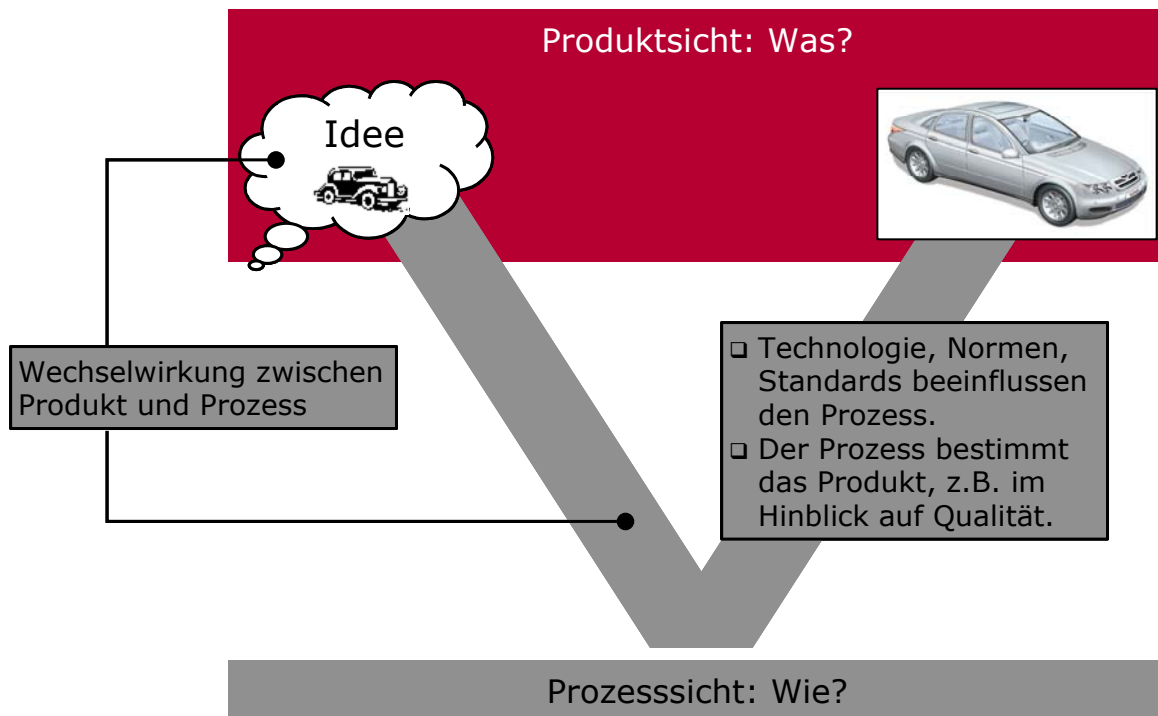 Produktsicht: Was?
Idee
Wechselwirkung zwischen
Produkt und Prozess
❑ Technologie, Normen,
Standards beeinflussen
den Prozess.
❑ Der Prozess bestimmt
das Produkt, z.B. im
Hinblick auf Qualität.
Prozesssicht: Wie?